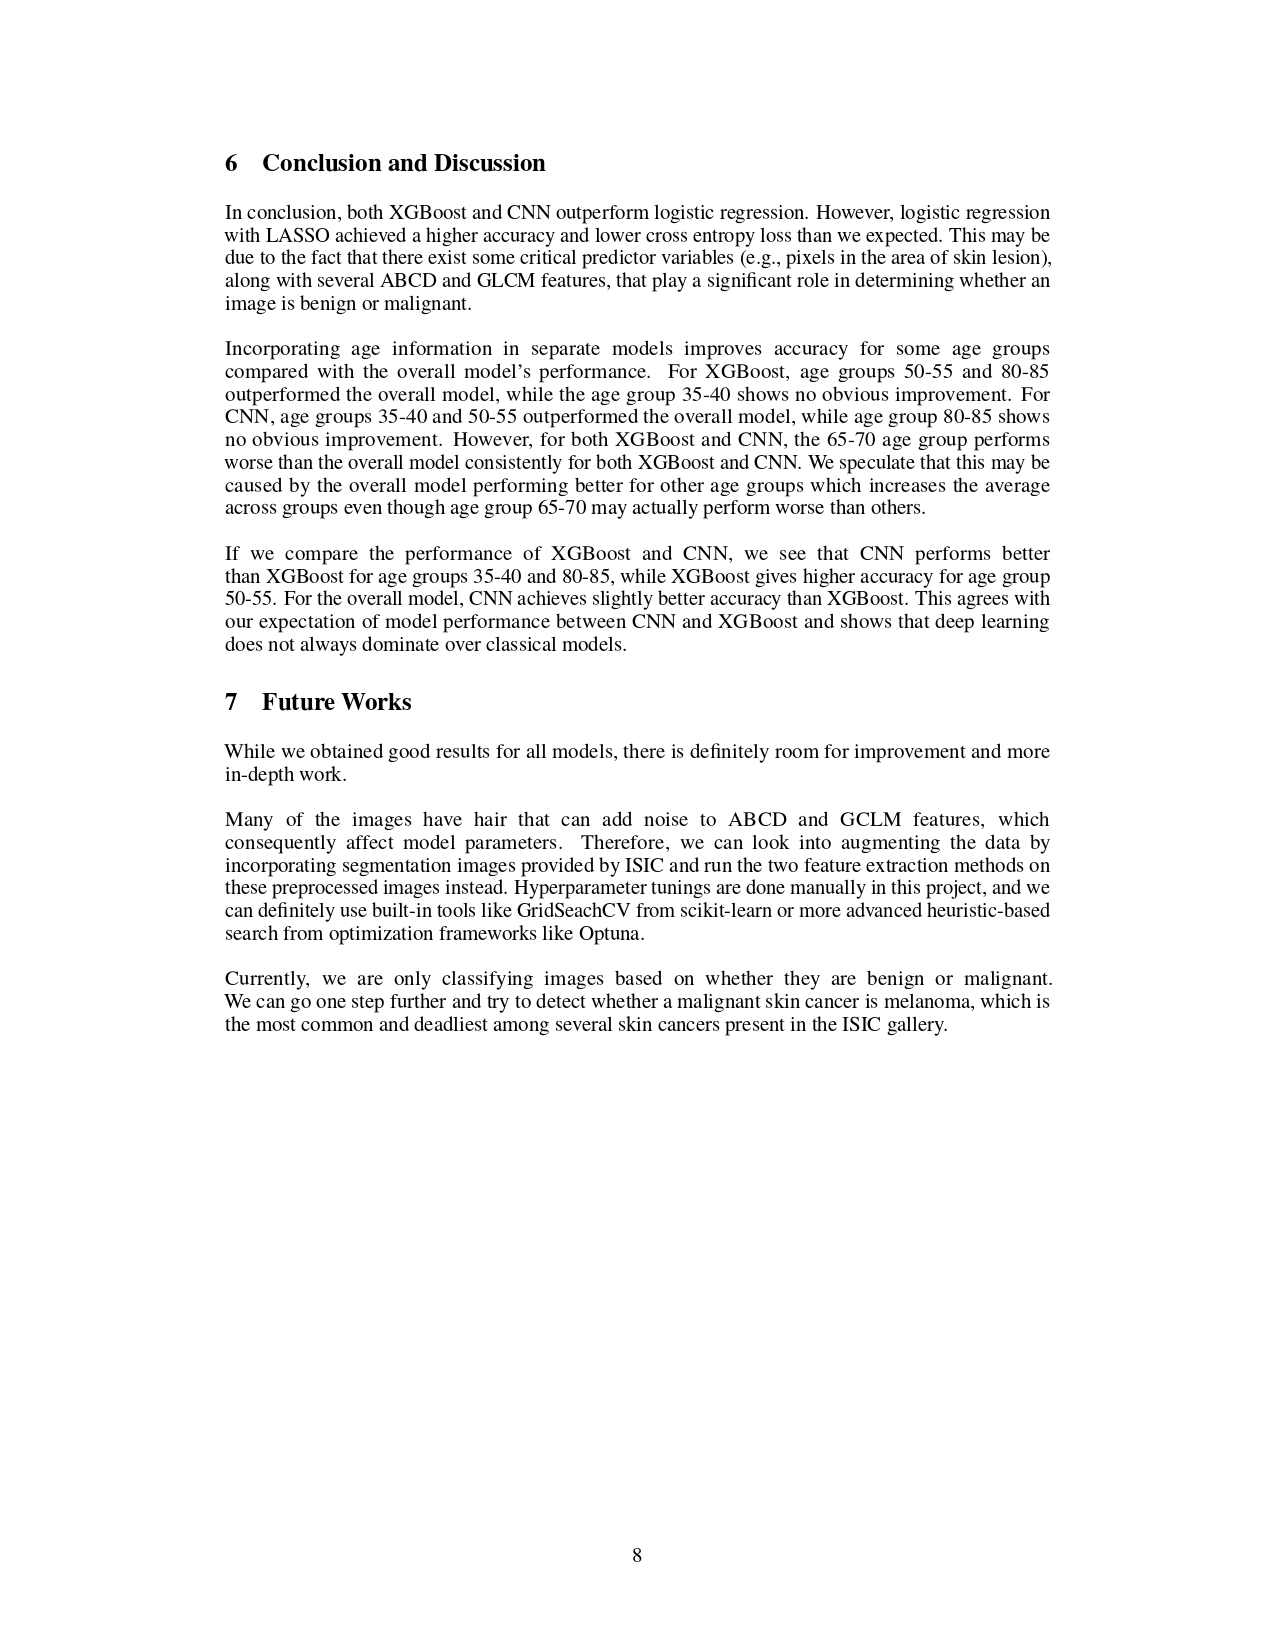 6 Conclusion and Discussion
In conclusion, both XGBoost and CNN outperform logistic regression. However, logistic regression
with LASSO achieved a higher accuracy and lower cross entropy loss than we expected. This may be
due to the fact that there exist some critical predictor variables (e.g., pixels in the area of skin lesion),
along with several ABCD and GLCM features, that play a significant role in determining whether an
image is benign or malignant.
Incorporating age information in separate models improves accuracy for some age groups
compared with the overall model's performance. For XGBoost, age groups 50-55 and 80-85
outperformed the overall model, while the age group 35-40 shows no obvious improvement. For
CNN, age groups 35-40 and 50-55 outperformed the overall model, while age group 80-85 shows
no obvious improvement. However, for both XGBoost and CNN, the 65-70 age group performs
worse than the overall model consistently for both XGBoost and CNN. We speculate that this may be
caused by the overall model performing better for other age groups which increases the average
across groups even though age group 65-70 may actually perform worse than others.
If we compare the performance of XGBoost and CNN, we see that CNN performs better
than XGBoost for age groups 35-40 and 80-85, while XGBoost gives higher accuracy for age group
50-55. For the overall model, CNN achieves slightly better accuracy than XGBoost. This agrees with
our expectation of model performance between CNN and XGBoost and shows that deep learning
does not always dominate over classical models.
7 Future Works
While we obtained good results for all models, there is definitely room for improvement and more
in-depth work.
Many of the images have hair that can add noise to ABCD and GCLM features, which
consequently affect model parameters. Therefore, we can look into augmenting the data by
incorporating segmentation images provided by ISIC and run the two feature extraction methods on
these preprocessed images instead. Hyperparameter tunings are done manually in this project, and we
can definitely use built-in tools like GridSeachCV from scikit-learn or more advanced heuristic-based
search from optimization frameworks like Optuna.
Currently, we are only classifying images based on whether they are benign or malignant.
We can go one step further and try to detect whether a malignant skin cancer is melanoma, which is
the most common and deadliest among several skin cancers present in the ISIC gallery.
8